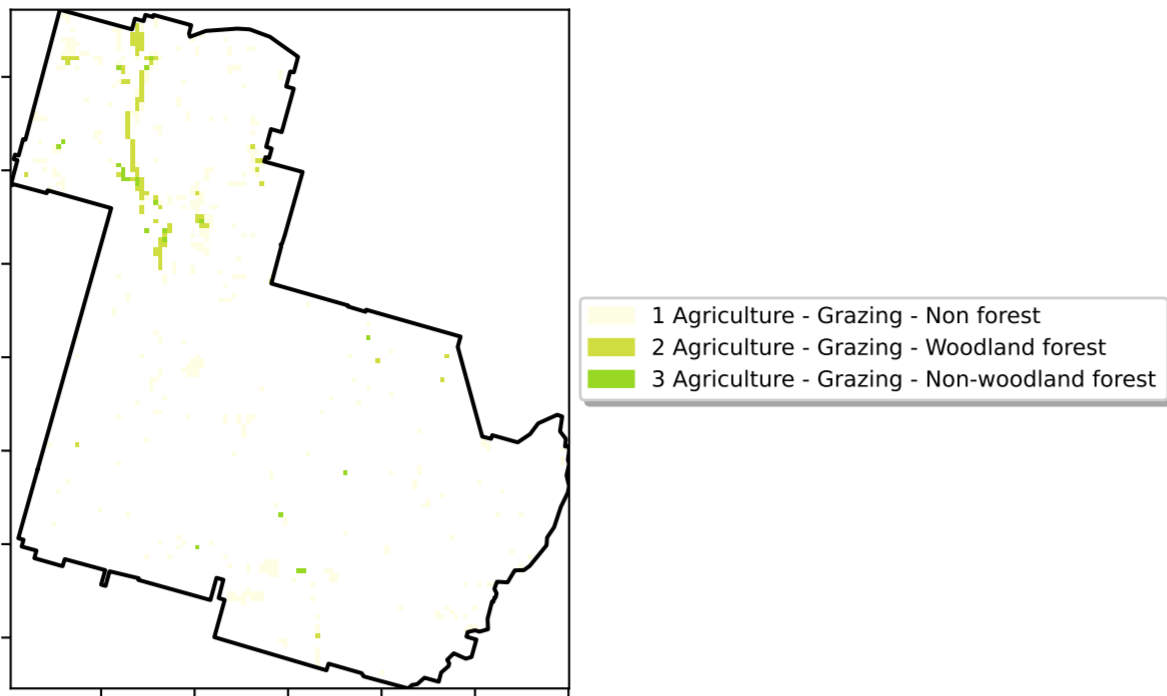 1 Agriculture - Grazing - Non forest
2 Agriculture - Grazing - Woodland forest
3 Agriculture - Grazing - Non-woodland forest